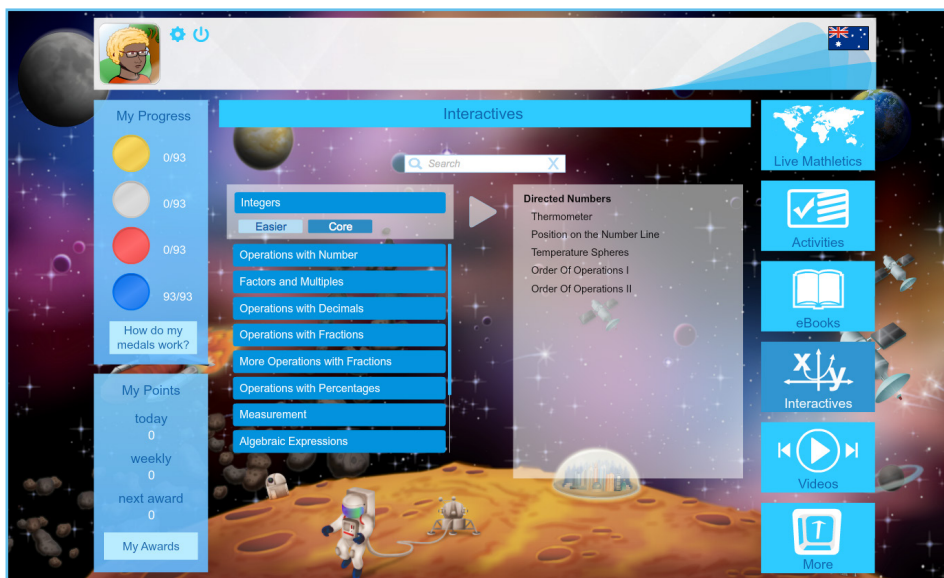 My Progress
0/93
0/93
0/93
93/93
How do my
medals work?
My Points
today
0
weekly
0
next award
0
My Awards
Interactives
Search
X
Integers
Easier
Core
Operations with Number
Factors and Multiples
Operations with Decimals
Operations with Fractions
More Operations with Fractions
Operations with Percentages
Measurement
Algebraic Expressions
Directed Numbers
Thermometer
Position on the Number Line
Temperature Spheres
Order Of Operations I
Order Of Operations II
Live Mathletics
Activities
eBooks
x y
Interactives
Videos
More